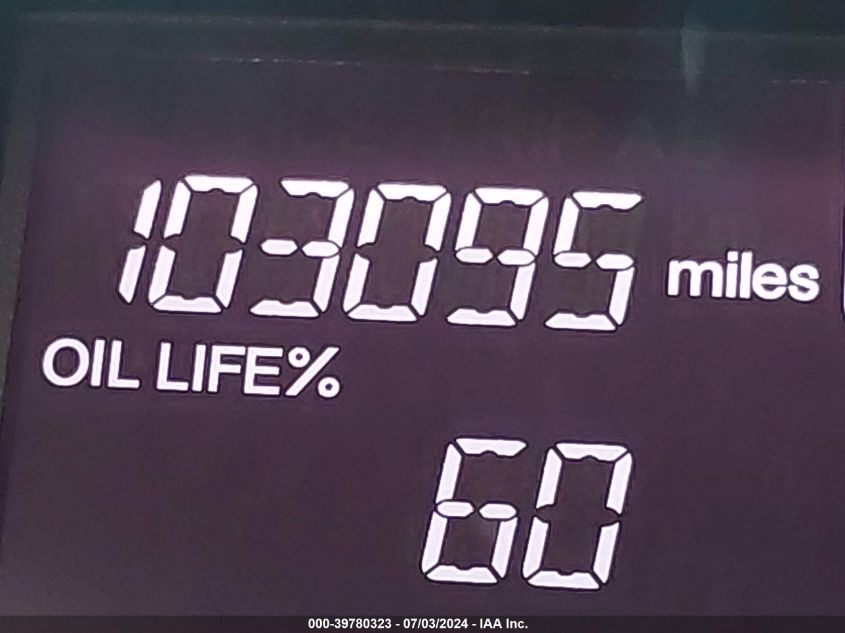 103095 miles
OIL LIFE%
60
000-39780323 - 07/03/2024 - IAA Inc.